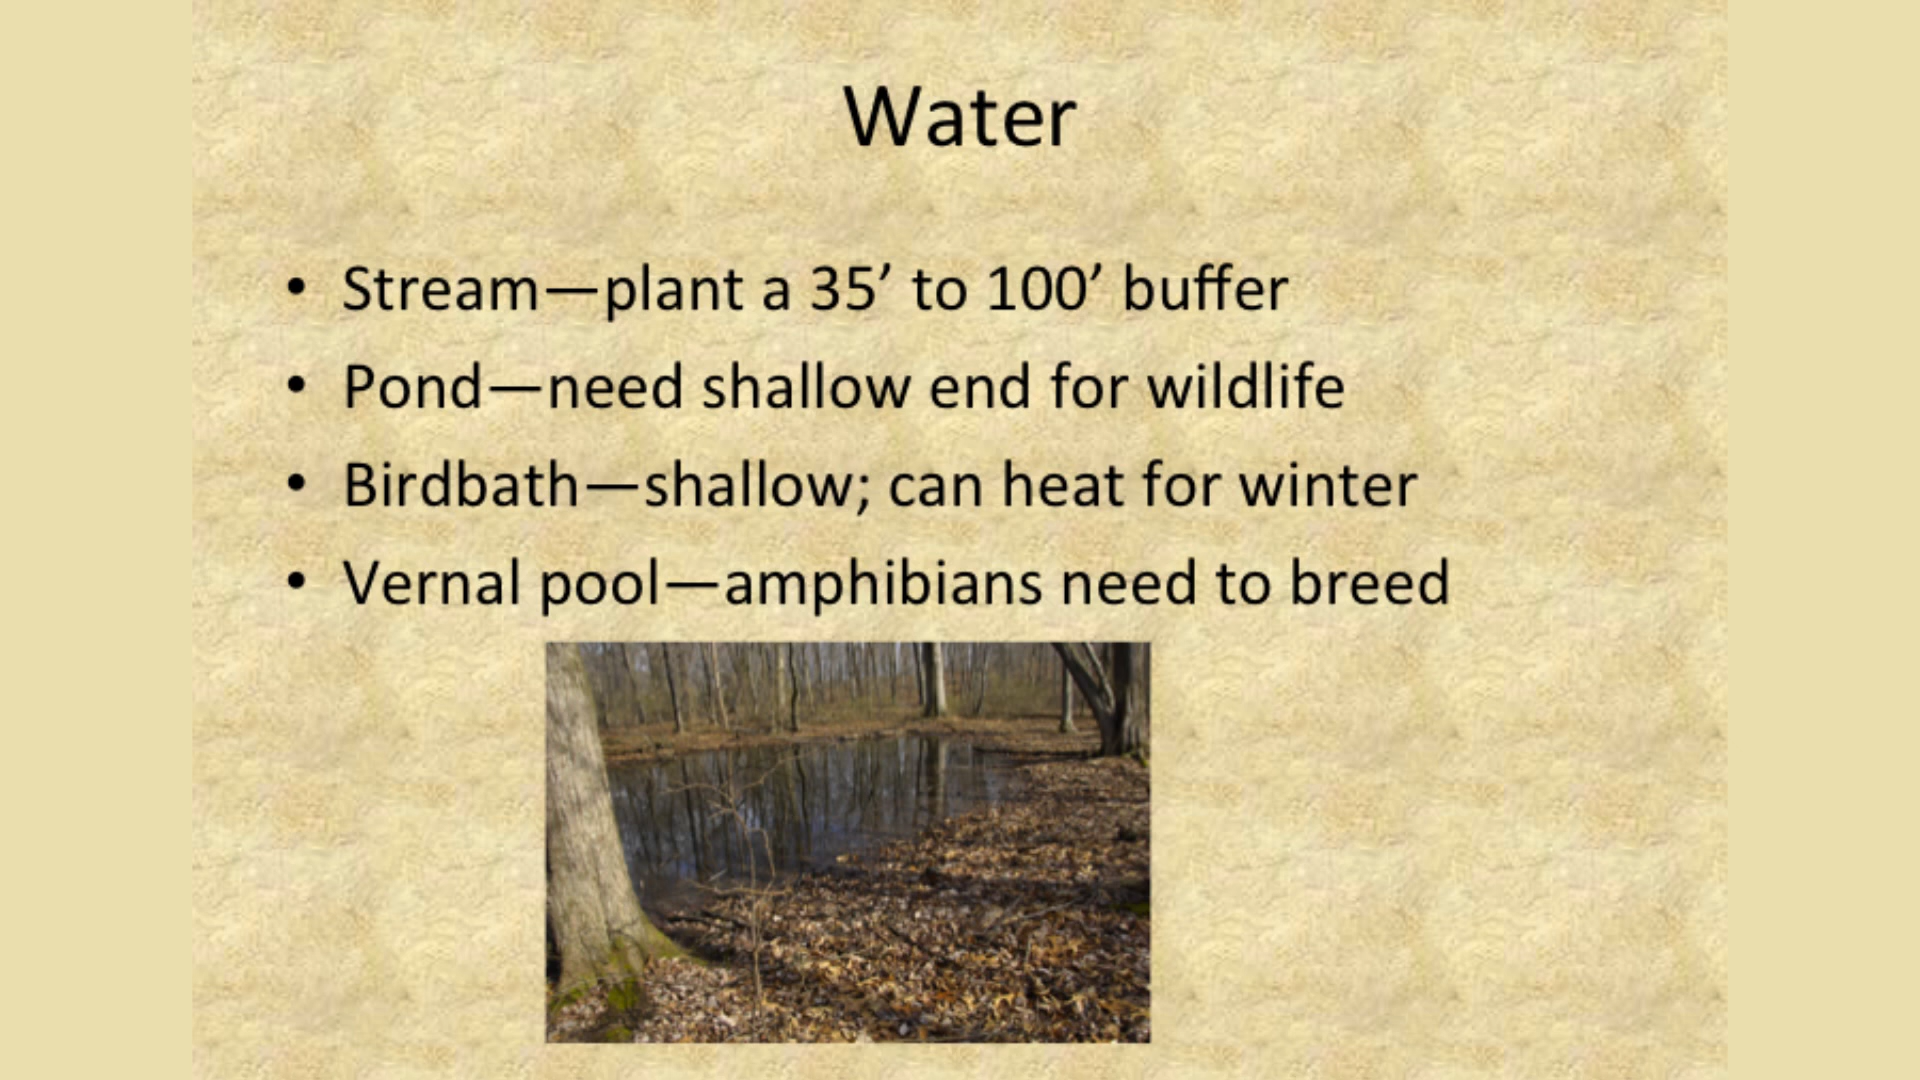 Water
• Stream—plant a 35’ to 100’ buffer
• Pond—need shallow end for wildlife
• Birdbath—shallow; can heat for winter
• Vernal pool—amphibians need to breed